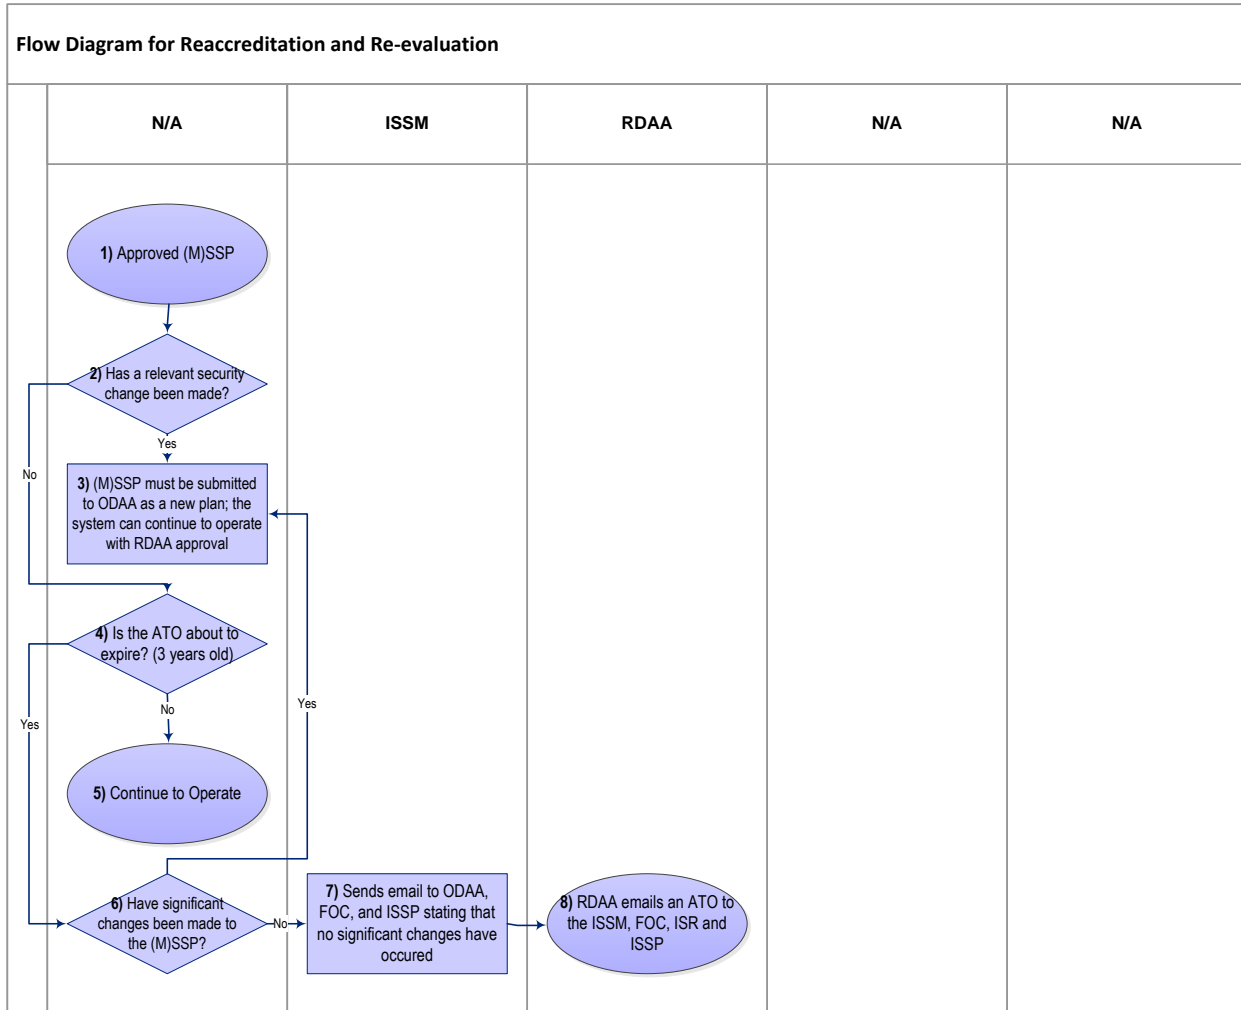 Flow Diagram for Reaccreditation and Re-evaluation
N/A
ISSM
RDAA
N/A
N/A
1) Approved (M)SSP
2) Has a relevant security
change been made?
Yes
No
3) (M)SSP must be submitted
to ODAA as a new plan; the
system can continue to operate
with RDAA approval
4) Is the ATO about to
expire? (3 years old)
No
Yes
Yes
5) Continue to Operate
6) Have significant
changes been made to
the (M)SSP?
No
7) Sends email to ODAA,
FOC, and ISSP stating that
no significant changes have
occured
8) RDAA emails an ATO to
the ISSM, FOC, ISR and
ISSP